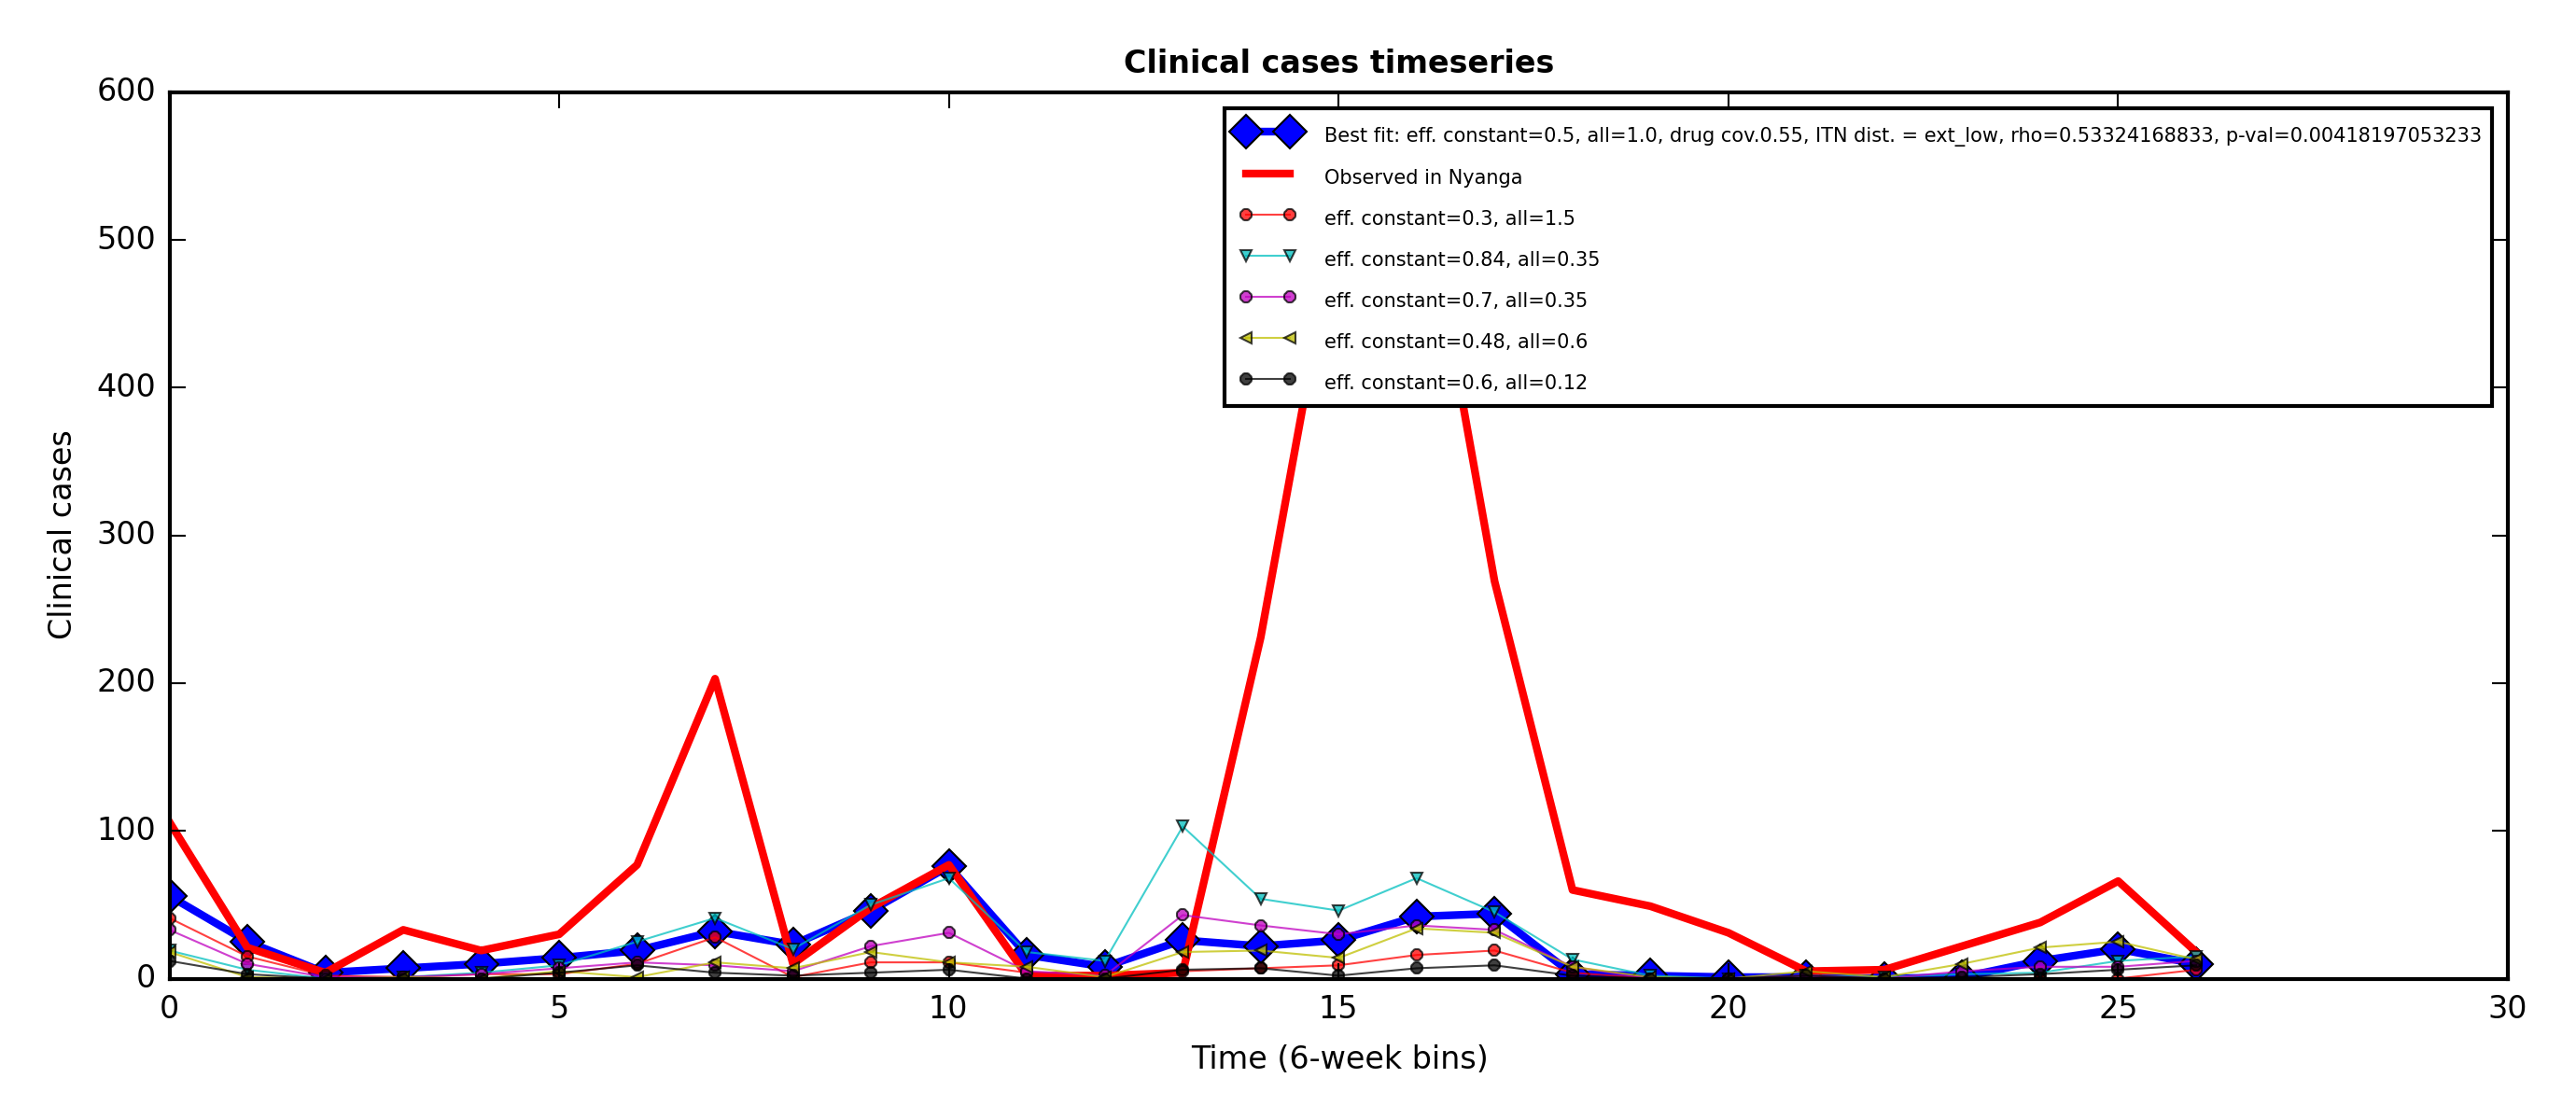 Clinical cases timeseries
600
500
400
300
200
100
0
Clinical cases
Best fit: eff. constant=0.5, all=1.0, drug cov.0.55, ITN dist. = ext_low, rho=0.53324168833, p-val=0.00418197053233
Observed in Nyanga
eff. constant=0.3, all=1.5
eff. constant=0.84, all=0.35
eff. constant=0.7, all=0.35
eff. constant=0.48, all=0.6
eff. constant=0.6, all=0.12
0 5 10 15 20 25 30
Time (6-week bins)